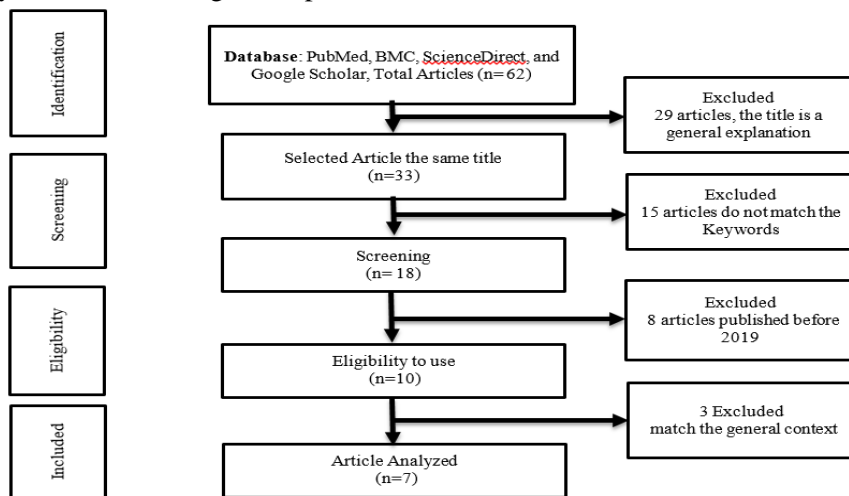 Identification
Database: PubMed, BMC, ScienceDirect, and
Google Scholar, Total Articles (n=62)
Excluded
29 articles, the title is a
general explanation
Screening
Selected Article the same title
(n=33)
Excluded
15 articles do not match the
Keywords
Screening
(n= 18)
Eligibility
Excluded
8 articles published before
2019
Eligibility to use
(n=10)
Included
3 Excluded
match the general context
Article Analyzed
(n=7)